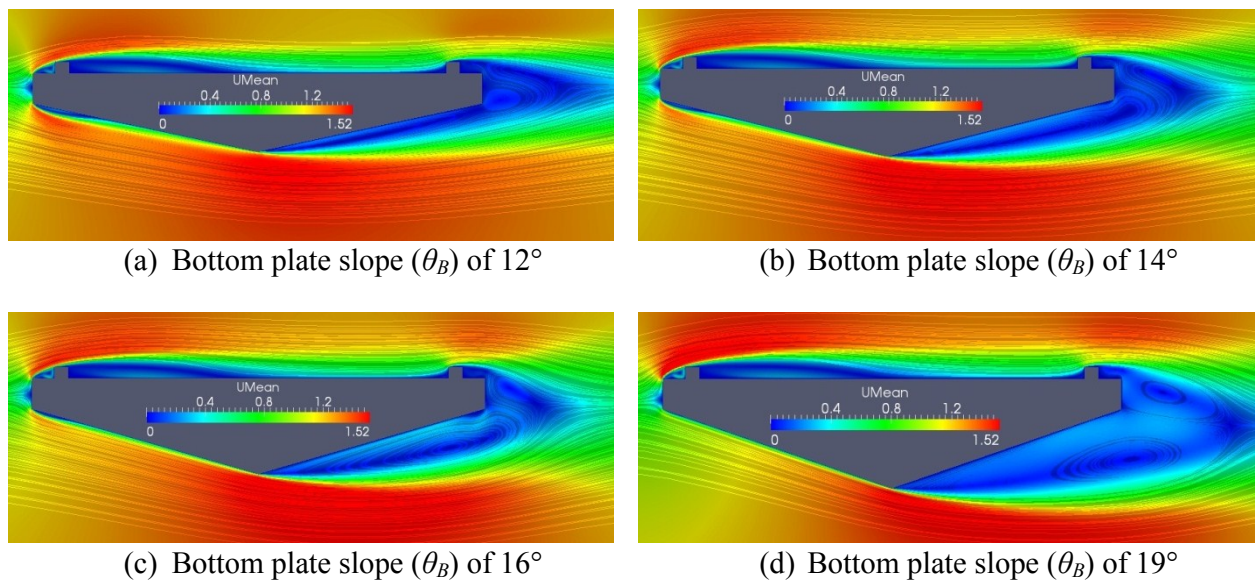 UMean
0.4 0.8 1.2
0 1.52
(a) Bottom plate slope (θB) of 12°
UMean
0.4 0.8 1.2
0 1.52
(b) Bottom plate slope (θB) of 14°
UMean
0.4 0.8 1.2
0 1.52
(c) Bottom plate slope (θB) of 16°
UMean
0.4 0.8 1.2
0 1.52
(d) Bottom plate slope (θB) of 19°